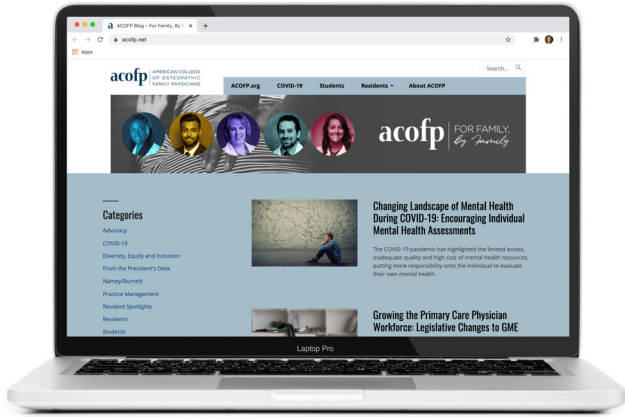 ACOFP Blog – For Family, By F
acofp.net
Apps
Search...
acofp AMERICAN COLLEGE
OF OSTEOPATHIC
FAMILY PHYSICIANS
ACOFP.org COVID-19 Students Residents About ACOFP
acofp FOR FAMILY,
By Family
Categories
Advocacy
COVID-19
Diversity, Equity and Inclusion
From the President's Desk
Namey/Burnett
Practice Management
Resident Spotlights
Residents
Students
Changing Landscape of Mental Health
During COVID-19: Encouraging Individual
Mental Health Assessments
The COVID-19 pandemic has highlighted the limited access,
inadequate quality and high cost of mental health resources,
putting more responsibility onto the individual to evaluate
their own mental health.
Growing the Primary Care Physician
Workforce: Legislative Changes to GME
Laptop Pro